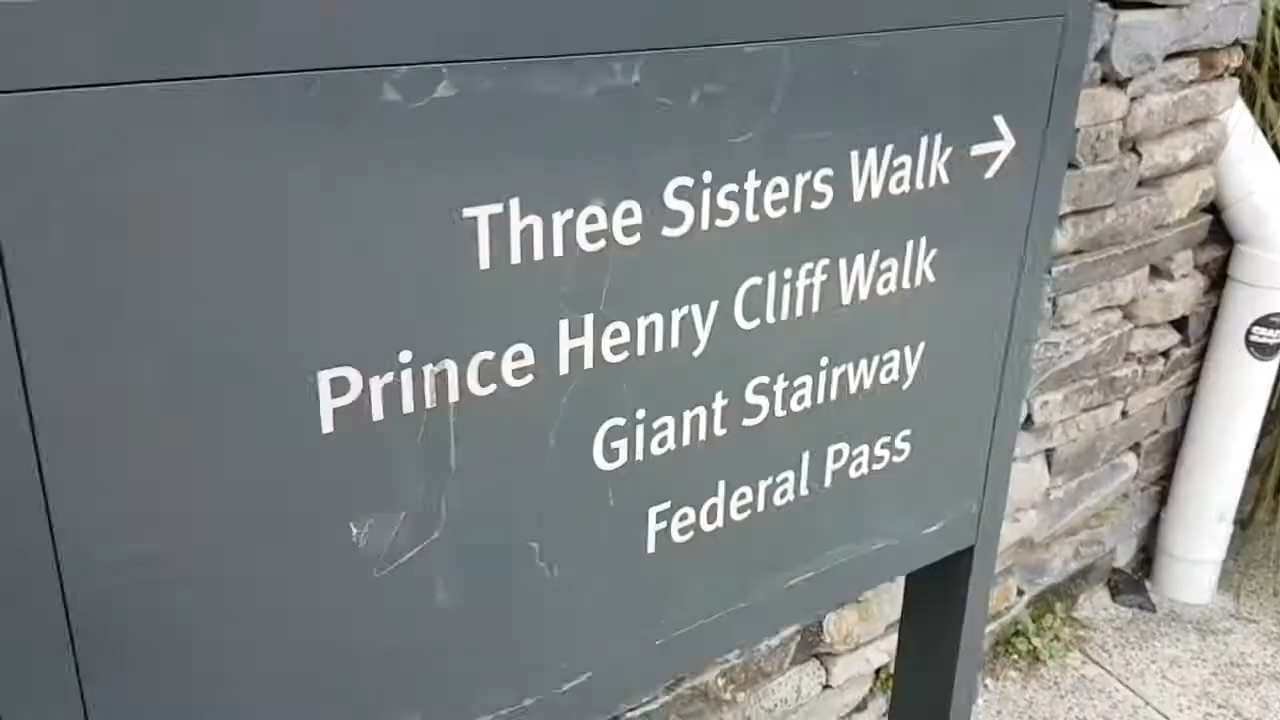 Three Sisters Walk →
Prince Henry Cliff Walk
Giant Stairway
Federal Pass